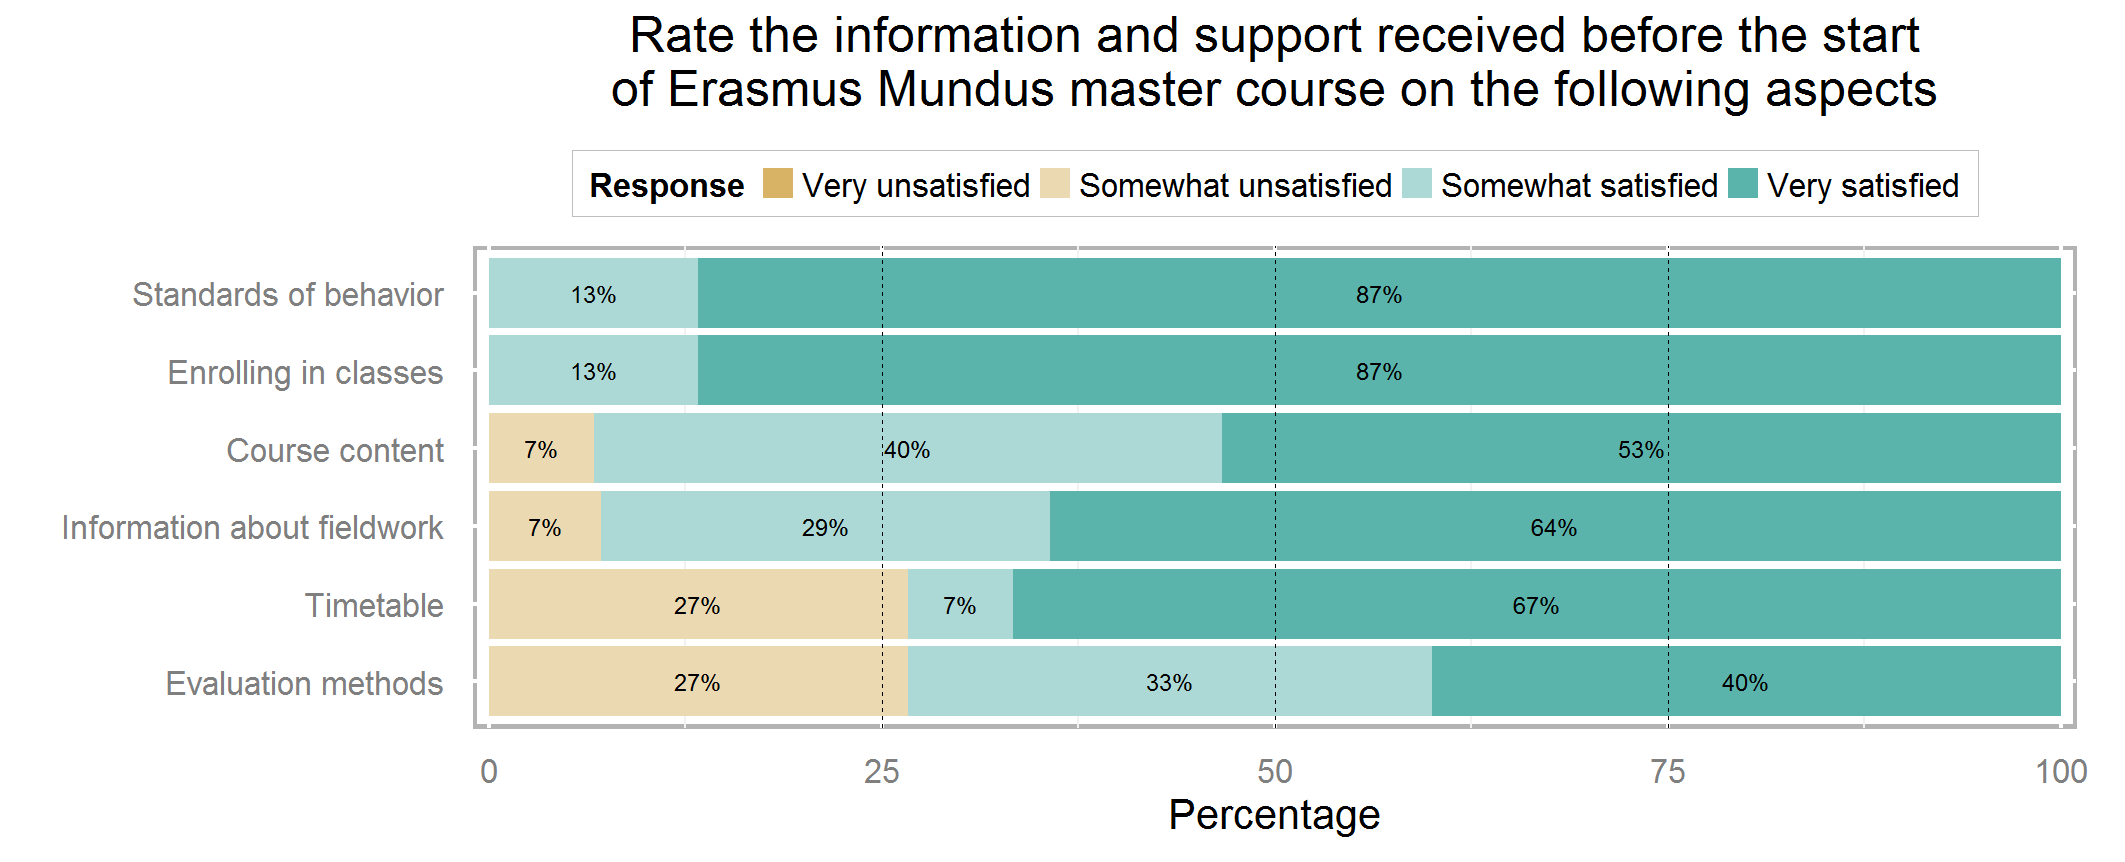 Rate the information and support received before the start
of Erasmus Mundus master course on the following aspects
Response Very unsatisfied Somewhat unsatisfied Somewhat satisfied Very satisfied
Standards of behavior 13% 87%
Enrolling in classes 13% 87%
Course content 7% 40% 53%
Information about fieldwork 7% 29% 64%
Timetable 27% 7% 67%
Evaluation methods 27% 33% 40%
0 25 50 75 100
Percentage